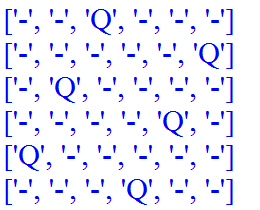 ['-', '-', 'Q', '-', '-', '-']
['-', '-', '-', '-', '-', 'Q']
['-', 'Q', '-', '-', '-', '-']
['-', '-', '-', '-', 'Q', '-']
['Q', '-', '-', '-', '-', '-']
['-', '-', '-', 'Q', '-', '-']